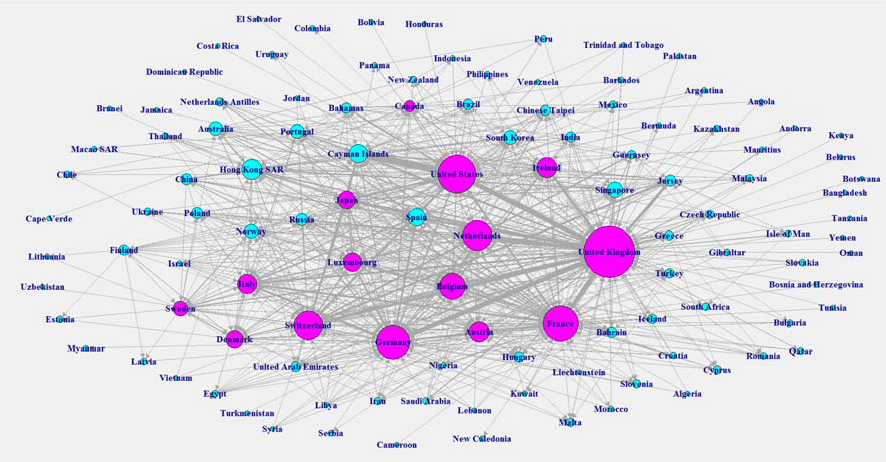 El Salvador
Bolivia
Honduras
Colombia
Peru
Trinidad and Tobago
Costa Rica
Uruguay
Indonesia
Pakistan
Panama
Dominican Republic
New Zealand
Philippines
Venezuela
Barbados
Argentina
Brunei
Jamaica
Netherlands Antilles
Jordan
Bahamas
Canada
Brazil
Chinese Taipei
Mexico
Angola
Thailand
Australia
Portugal
South Korea
India
Bermuda
Kazakhstan
Andorra
Kenya
Macao SAR
Cayman Islands
Guernsey
Mauritius
Belarus
Chile
China
Hong Kong SAR
United States
Ireland
Singapore
Jersey
Malaysia
Botswana
Bangladesh
Japan
Cape Verde
Ukraine
Poland
Russia
Spain
Czech Republic
Tanzania
Norway
Netherlands
Greece
Isle of Man
Yemen
Finland
United Kingdom
Gibraltar
Oman
Lithuania
Israel
Luxembourg
Turkey
Slovakia
Uzbekistan
Italy
Belgium
Bosnia and Herzegovina
Sweden
South Africa
Tunisia
Estonia
Switzerland
France
Iceland
Bulgaria
Denmark
Germany
Austria
Bahrain
Myanmar
Latvia
Hungary
Croatia
Romania
Qatar
United Arab Emirates
Nigeria
Liechtenstein
Cyprus
Vietnam
Slovenia
Egypt
Kuwait
Algeria
Libya
Iran
Saudi Arabia
Turkmenistan
Lebanon
Morocco
Syria
Serbia
Malta
Cameroon
New Caledonia